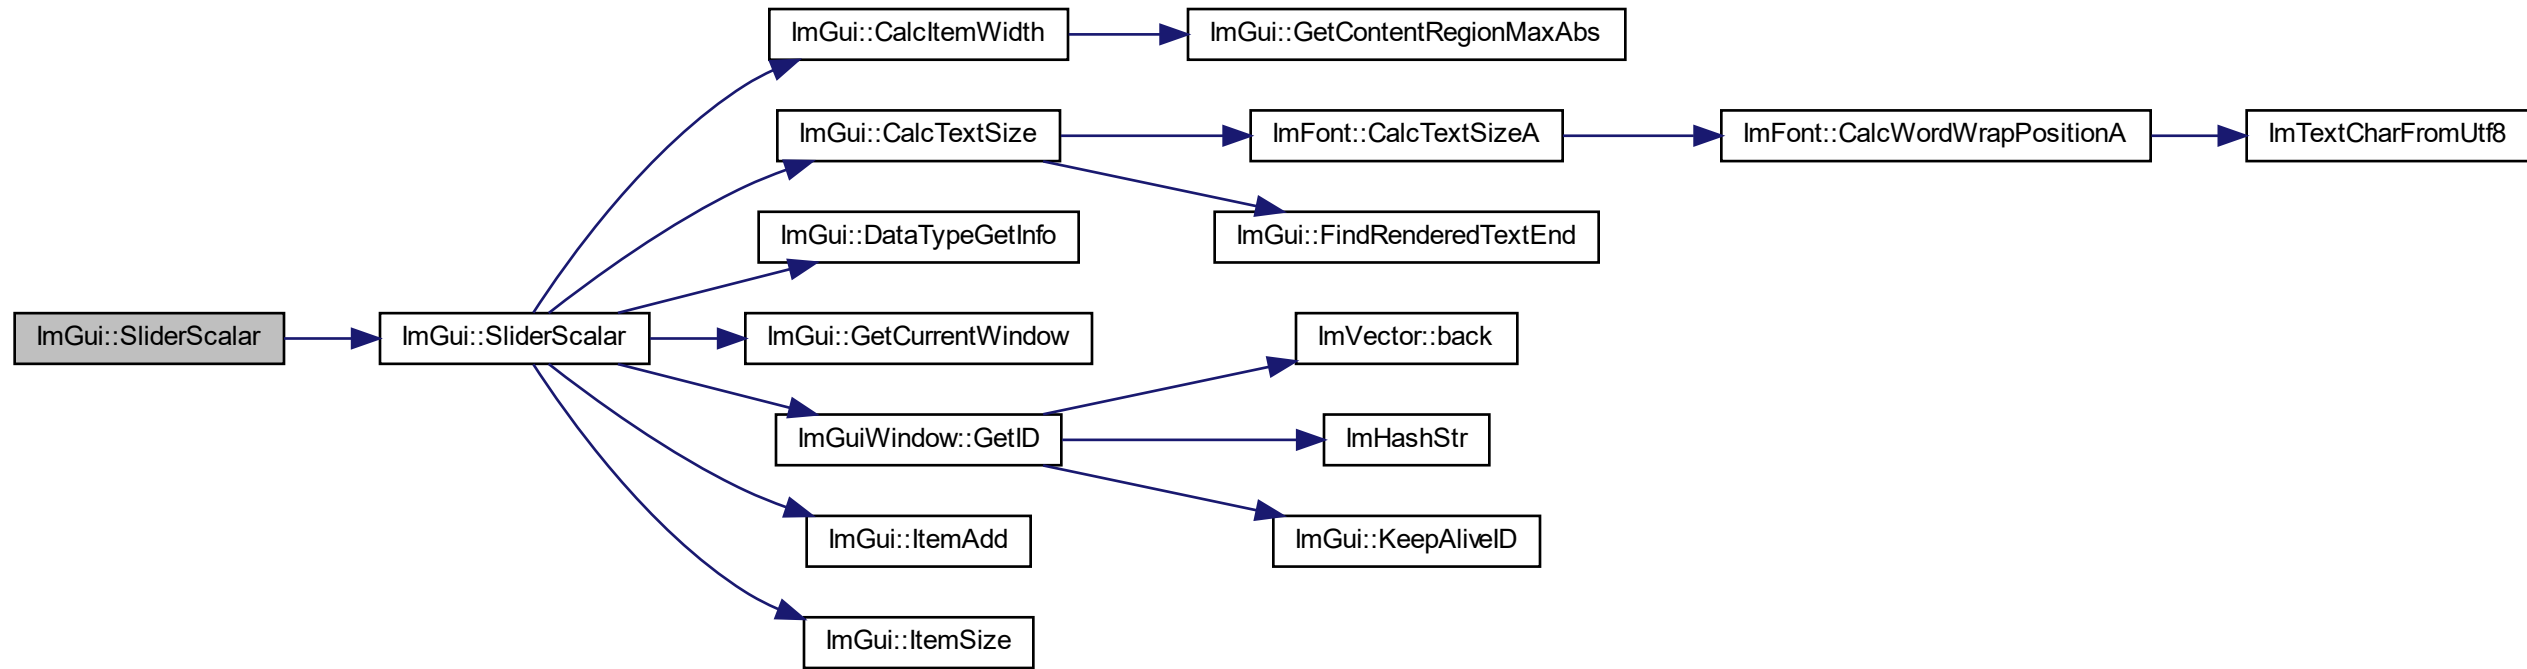 ImGui::CalcItemWidth
ImGui::GetContentRegionMaxAbs
ImGui::CalcTextSize
ImFont::CalcTextSizeA
ImFont::CalcWordWrapPositionA
ImTextCharFromUtf8
ImGui::DataTypeGetInfo
ImGui::FindRenderedTextEnd
ImGui::SliderScalar
ImGui::SliderScalar
ImGui::GetCurrentWindow
ImVector::back
ImGuiWindow::GetID
ImHashStr
ImGui::ItemAdd
ImGui::KeepAliveID
ImGui::ItemSize